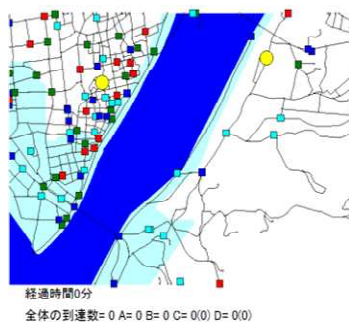 経過時間0分
全体の到達数= 0 A= 0 B= 0 C= 0(0) D= 0(0)